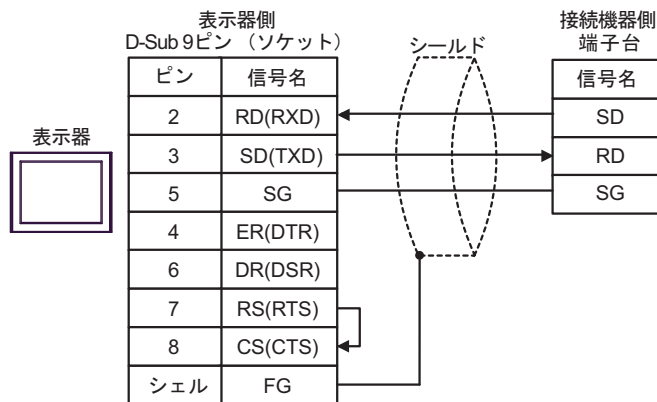 表示器側
D-Sub 9ピン （ソケット）
シールド
接続機器側
端子台
ピン 信号名
信号名
2 RD(RXD)
SD
表示器
3 SD(TXD)
RD
5 SG
SG
4 ER(DTR)
6 DR(DSR)
7 RS(RTS)
8 CS(CTS)
シェル FG